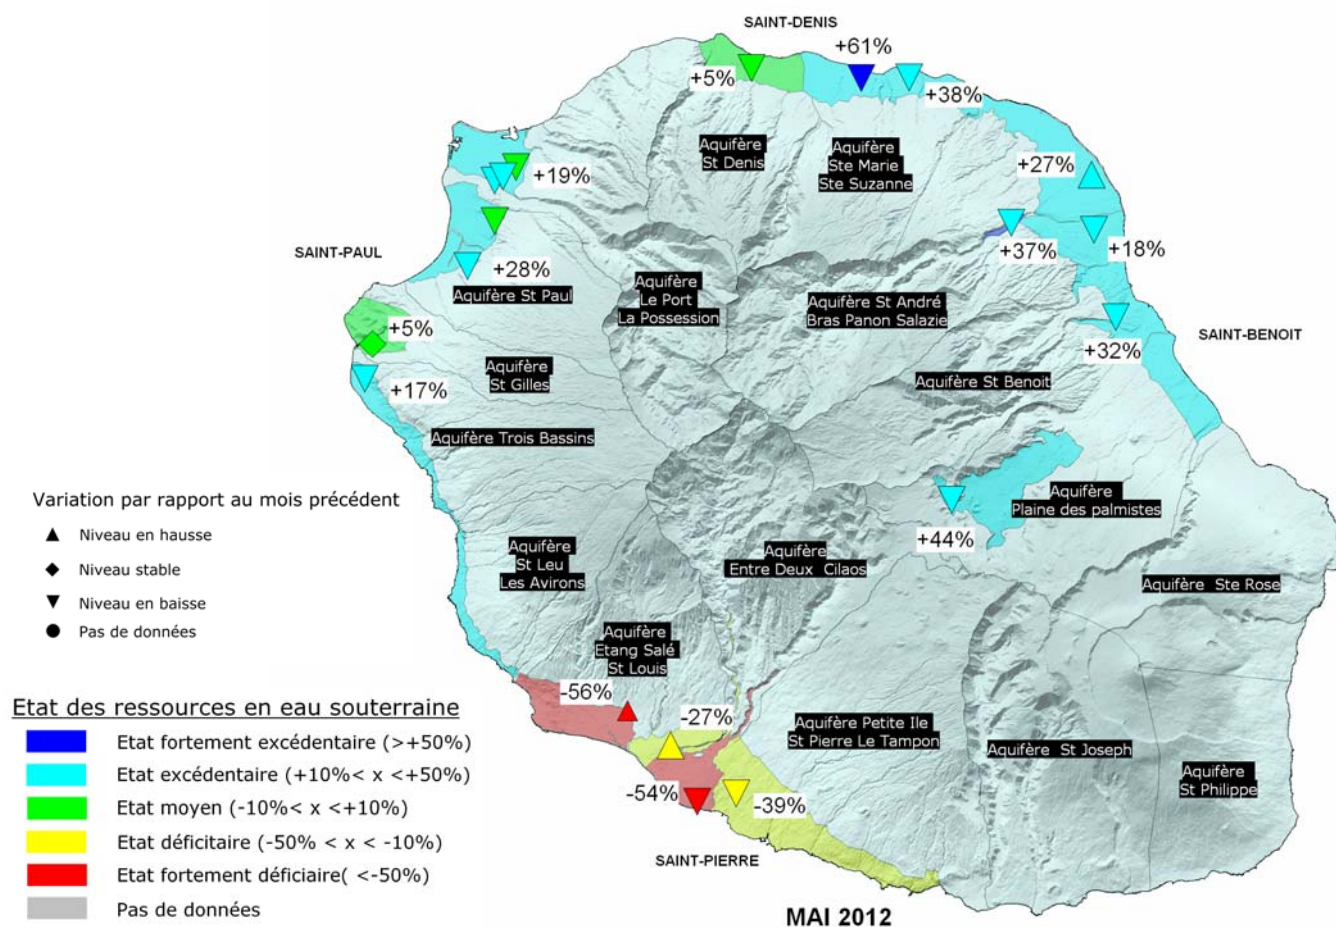 SAINT-DENIS
+61%
+5%
+38%
Aquifère
St Denis
Aquifère
Ste Marie
Ste Suzanne
+27%
+19%
+37%
+18%
SAINT-PAUL
+28%
Aquifère St Paul
Aquifère
Le Port
La Possession
Aquifère St André
Bras Panon Salazie
SAINT-BENOIT
+5%
+32%
Aquifère
St Gilles
Aquifère St Benoit
+17%
Aquifère Trois Bassins
Aquifère
Plaine des palmistes
+44%
Aquifère
St Leu
Les Avirons
Aquifère
Entre Deux Cilaos
Aquifère Ste Rose
Variation par rapport au mois précédent
Niveau en hausse
Niveau stable
Niveau en baisse
Pas de données
Aquifère
Etang Salé
St Louis
-56%
-27%
Aquifère Petite Ile
St Pierre Le Tampon
Aquifère St Joseph
Aquifère
St Philippe
-54%
-39%
SAINT-PIERRE
Etat des ressources en eau souterraine
Etat fortement excédentaire (>+50%)
Etat excédentaire (+10%< x <+50%)
Etat moyen (-10%< x <+10%)
Etat déficitaire (-50% < x < -10%)
Etat fortement déficiaire( <-50%)
Pas de données
MAI 2012